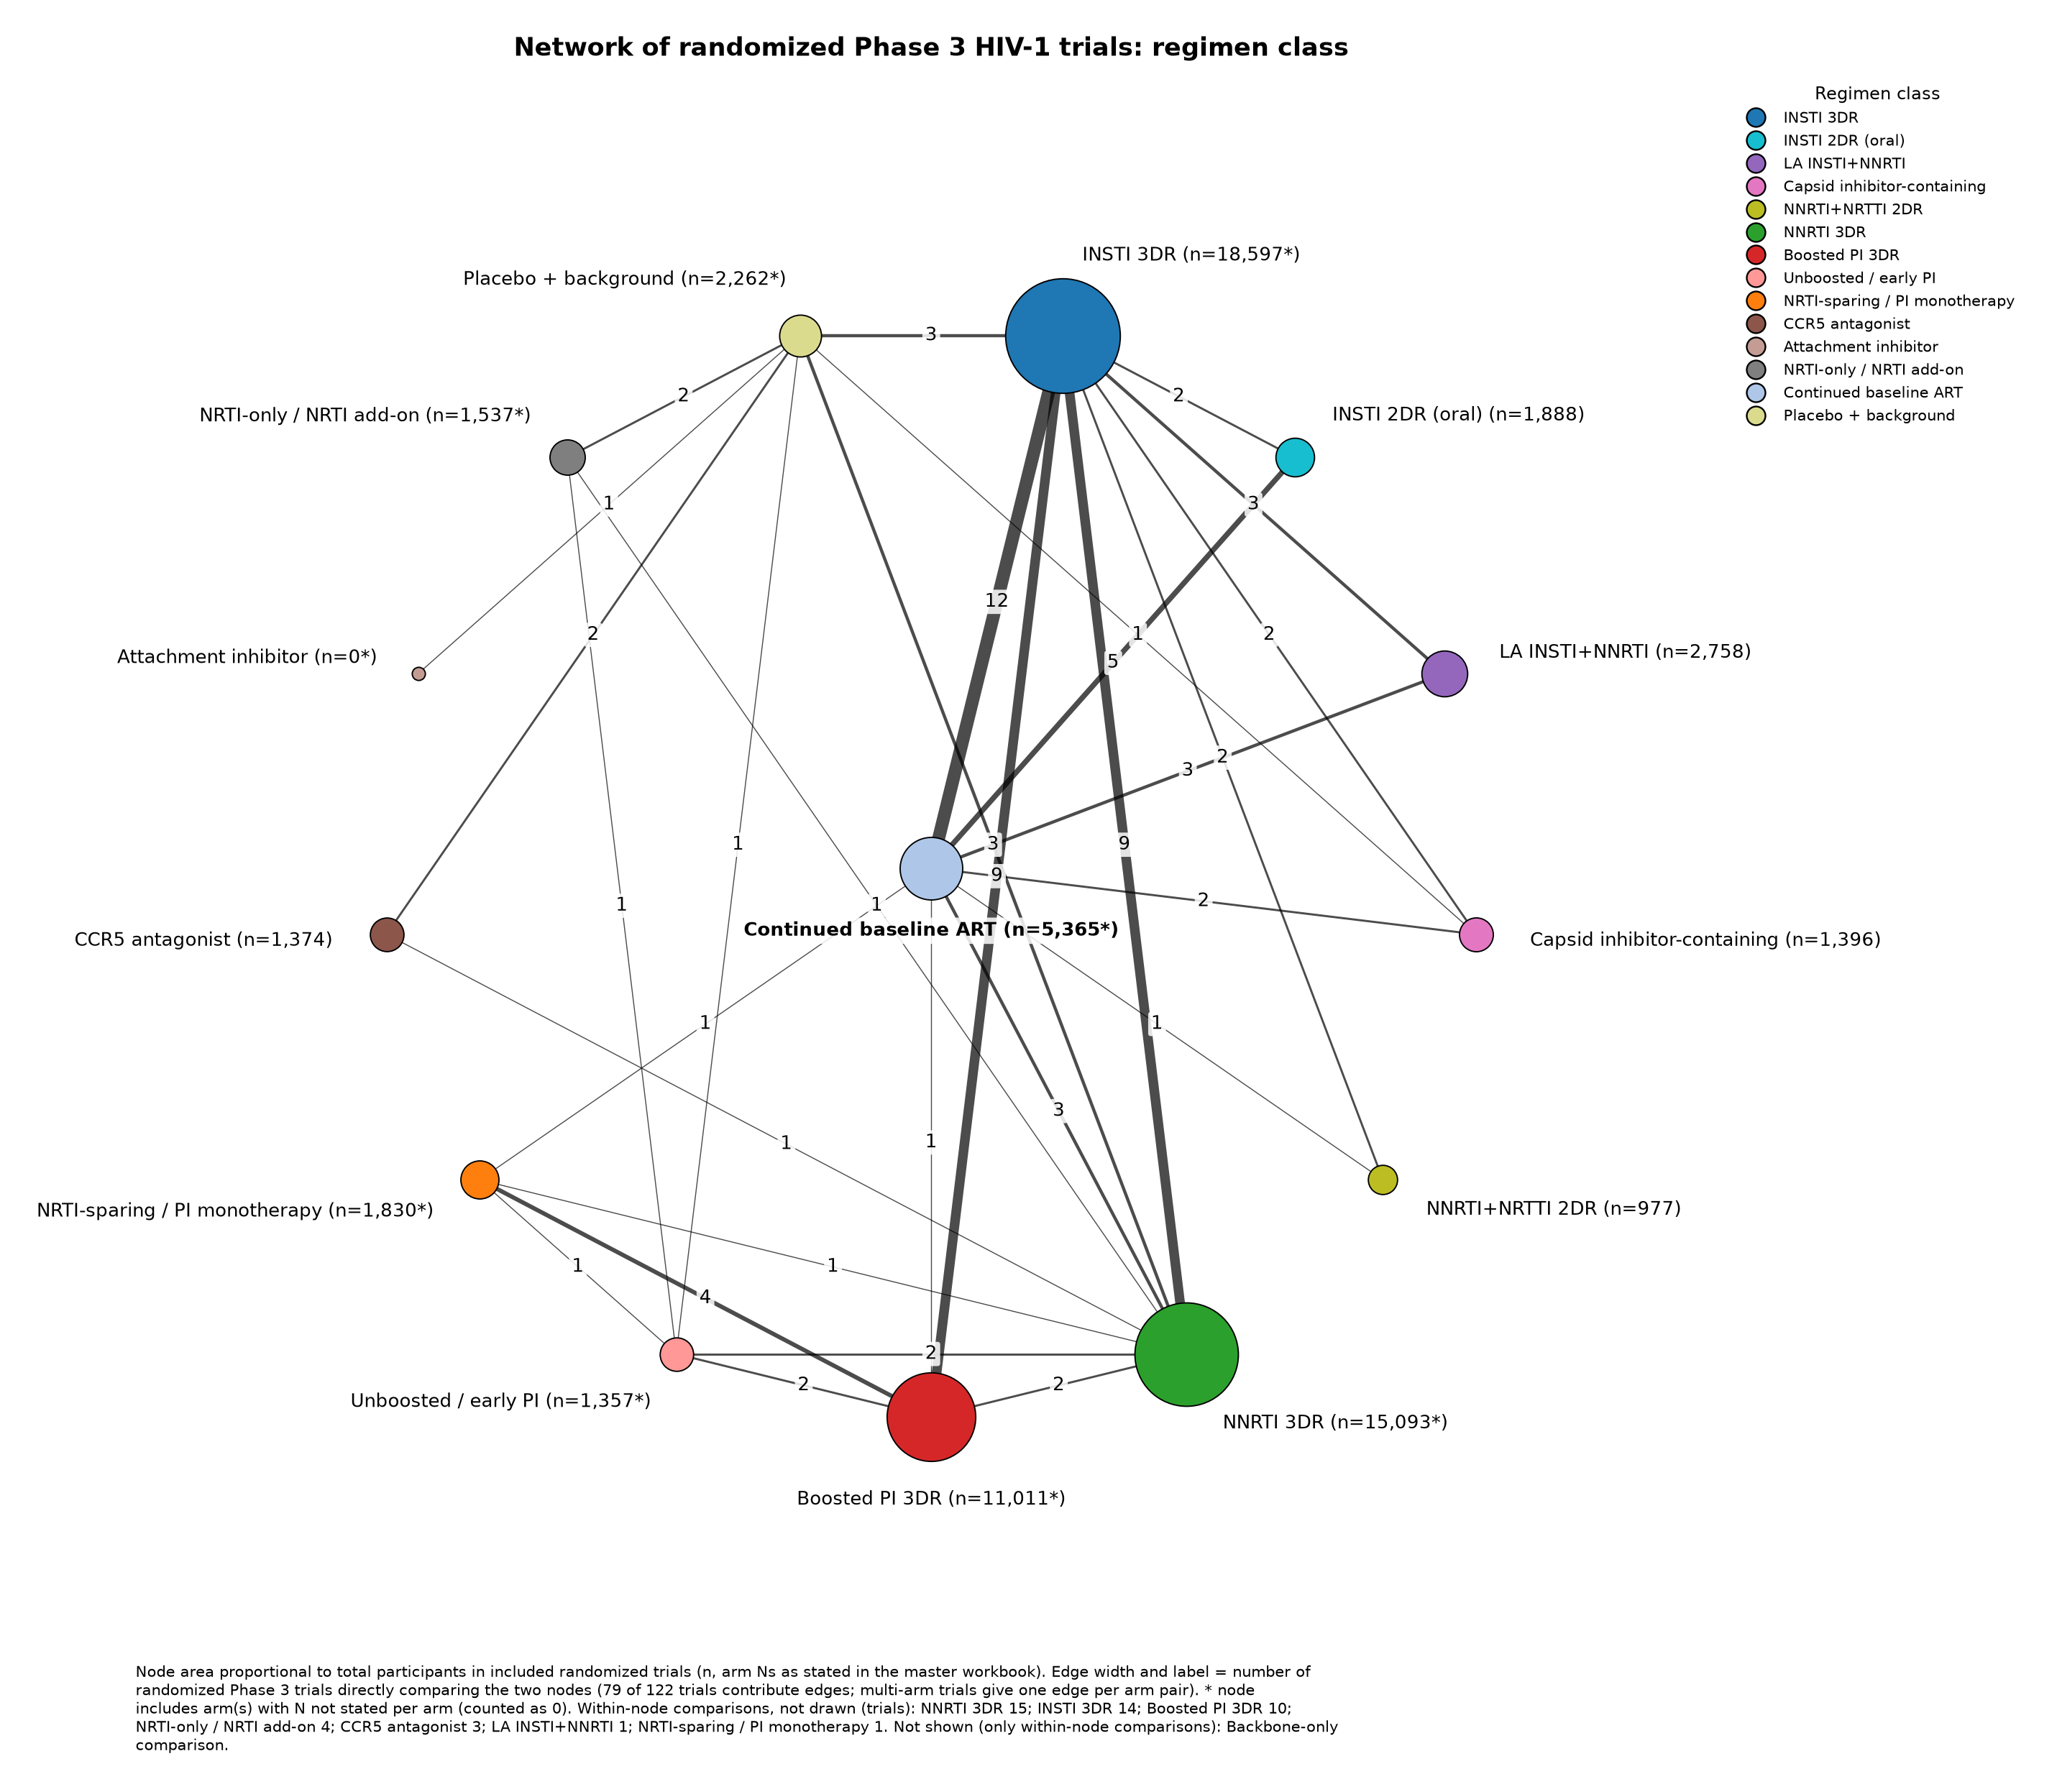 Network of randomized Phase 3 HIV-1 trials: regimen class
Regimen class
INSTI 3DR
INSTI 2DR (oral)
LA INSTI+NNRTI
Capsid inhibitor-containing
NNRTI+NRTTI 2DR
NNRTI 3DR
Boosted PI 3DR
Unboosted / early PI
NRTI-sparing / PI monotherapy
CCR5 antagonist
Attachment inhibitor
NRTI-only / NRTI add-on
Continued baseline ART
Placebo + background
INSTI 3DR (n=18,597*)
Placebo + background (n=2,262*)
3
2
2
NRTI-only / NRTI add-on (n=1,537*)
INSTI 2DR (oral) (n=1,888)
1
3
12
2
1
2
5
Attachment inhibitor (n=0*)
LA INSTI+NNRTI (n=2,758)
2
3
1
3
9
9
2
1
1
Continued baseline ART (n=5,365*)
CCR5 antagonist (n=1,374)
Capsid inhibitor-containing (n=1,396)
1
1
3
1
1
NRTI-sparing / PI monotherapy (n=1,830*)
NNRTI+NRTTI 2DR (n=977)
1
1
4
2
2
2
Unboosted / early PI (n=1,357*)
NNRTI 3DR (n=15,093*)
Boosted PI 3DR (n=11,011*)
Node area proportional to total participants in included randomized trials (n, arm Ns as stated in the master workbook). Edge width and label = number of
randomized Phase 3 trials directly comparing the two nodes (79 of 122 trials contribute edges; multi-arm trials give one edge per arm pair). * node
includes arm(s) with N not stated per arm (counted as 0). Within-node comparisons, not drawn (trials): NNRTI 3DR 15; INSTI 3DR 14; Boosted PI 3DR 10;
NRTI-only / NRTI add-on 4; CCR5 antagonist 3; LA INSTI+NNRTI 1; NRTI-sparing / PI monotherapy 1. Not shown (only within-node comparisons): Backbone-only
comparison.